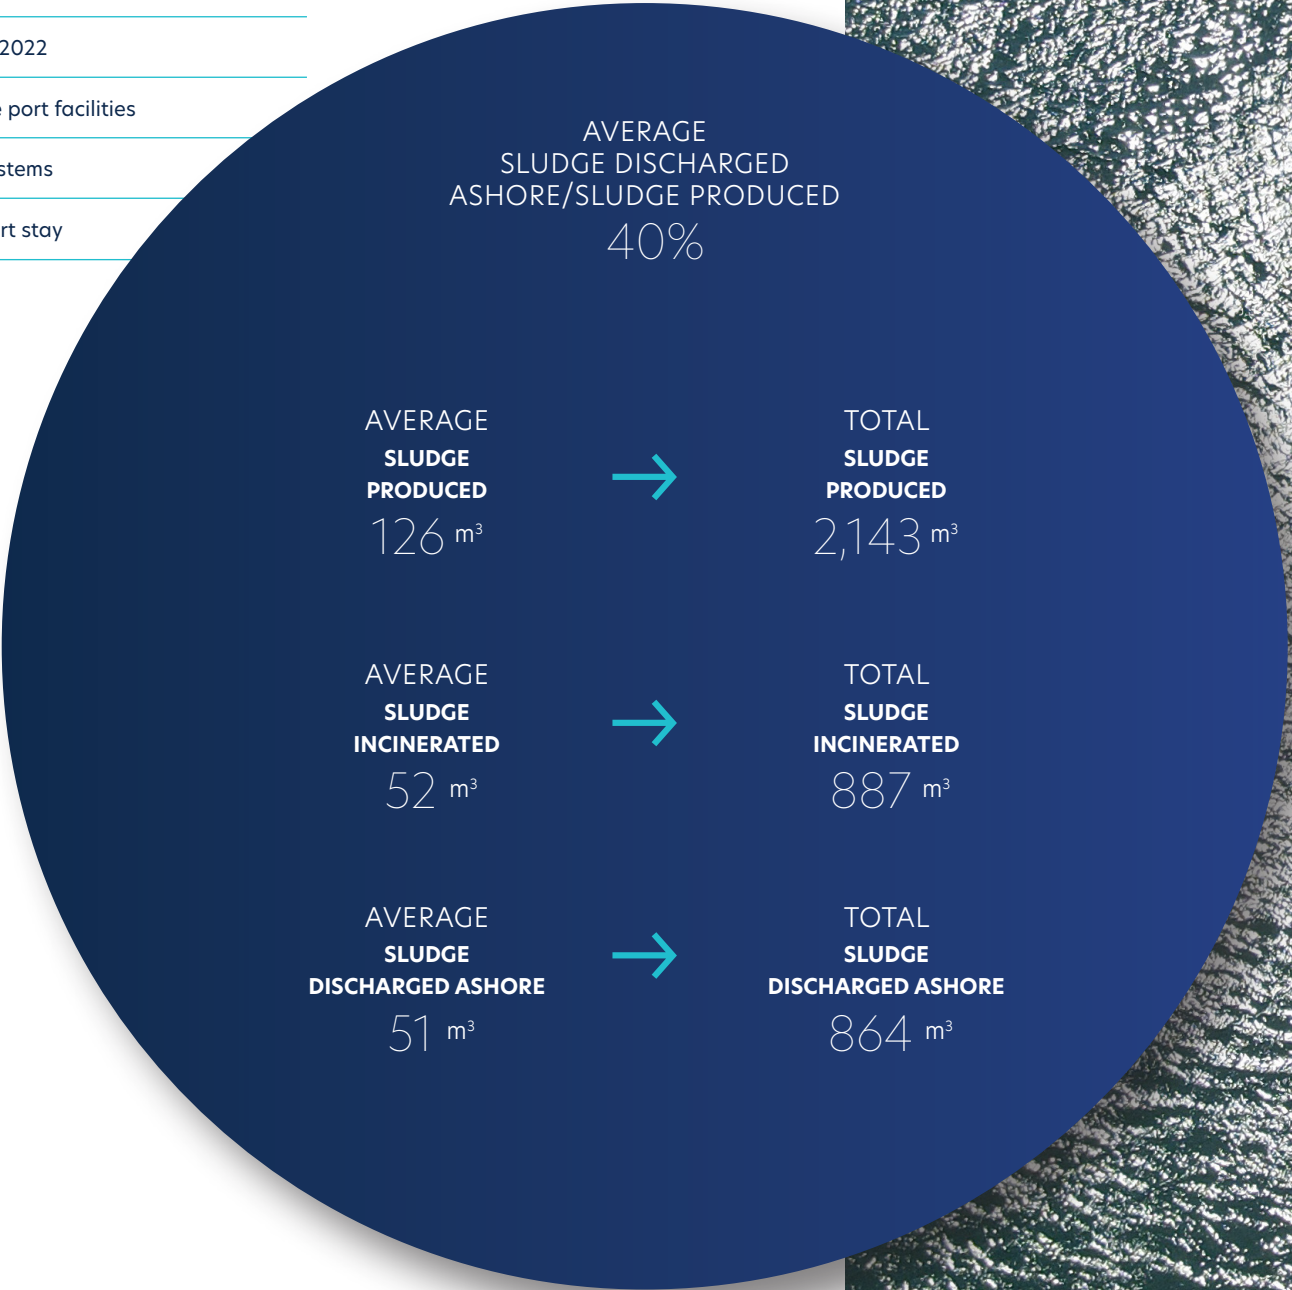 2022
port facilities
rt stay
AVERAGE
SLUDGE DISCHARGED
ASHORE/SLUDGE PRODUCED
40%
AVERAGE
SLUDGE
PRODUCED
126 m³
TOTAL
SLUDGE
PRODUCED
2,143 m³
AVERAGE
SLUDGE
INCINERATED
52 m³
TOTAL
SLUDGE
INCINERATED
887 m³
AVERAGE
SLUDGE
DISCHARGED ASHORE
51 m³
TOTAL
SLUDGE
DISCHARGED ASHORE
864 m³